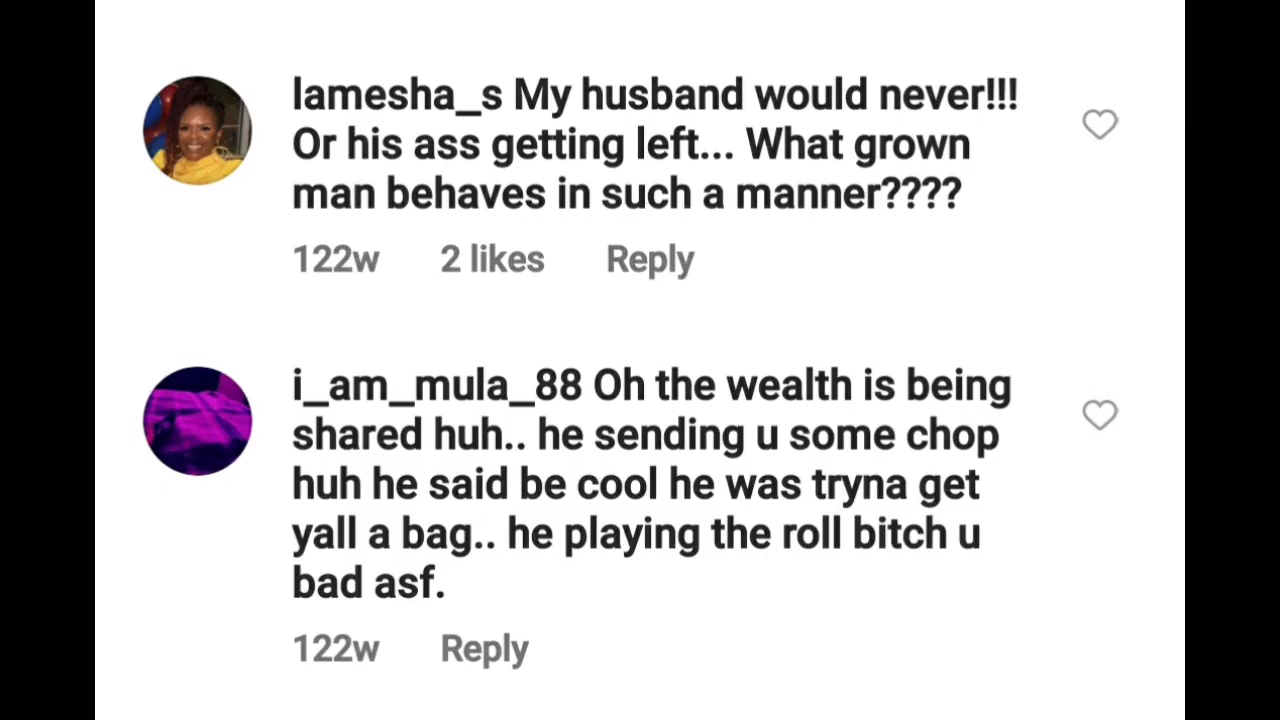 lamesha_s My husband would never!!!
Or his ass getting left... What grown
man behaves in such a manner????
122w 2 likes Reply
i_am_mula_88 Oh the wealth is being
shared huh.. he sending u some chop
huh he said be cool he was tryna get
yall a bag.. he playing the roll bitch u
bad asf.
122w Reply